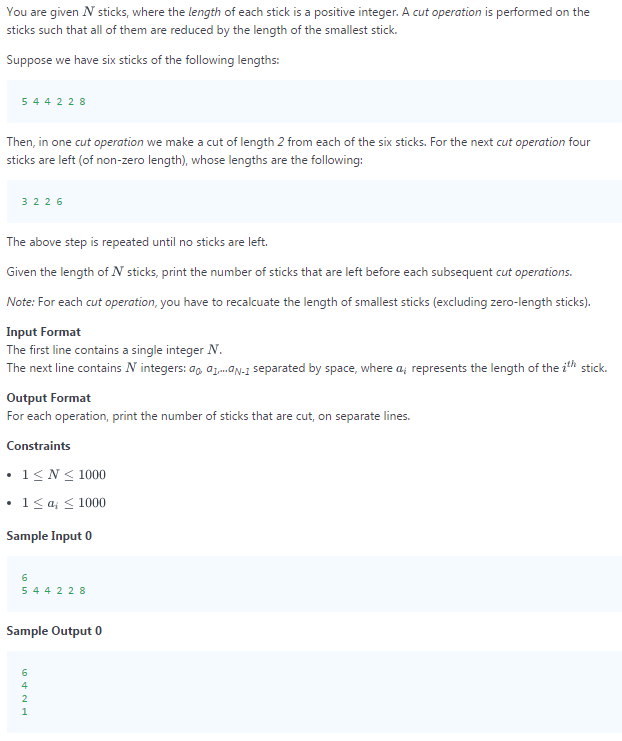 You are given N sticks, where the length of each stick is a positive integer. A cut operation is performed on the
sticks such that all of them are reduced by the length of the smallest stick.
Suppose we have six sticks of the following lengths:
5 4 4 2 2 8
Then, in one cut operation we make a cut of length 2 from each of the six sticks. For the next cut operation four
sticks are left (of non-zero length), whose lengths are the following:
3 2 2 6
The above step is repeated until no sticks are left.
Given the length of N sticks, print the number of sticks that are left before each subsequent cut operations.
Note: For each cut operation, you have to recalcuate the length of smallest sticks (excluding zero-length sticks).
Input Format
The first line contains a single integer N.
The next line contains N integers: a0, a1,...aN-1 separated by space, where ai represents the length of the ith stick.
Output Format
For each operation, print the number of sticks that are cut, on separate lines.
Constraints
• 1 ≤ N ≤ 1000
• 1 ≤ ai ≤ 1000
Sample Input 0
6
5 4 4 2 2 8
Sample Output 0
6
4
2
1